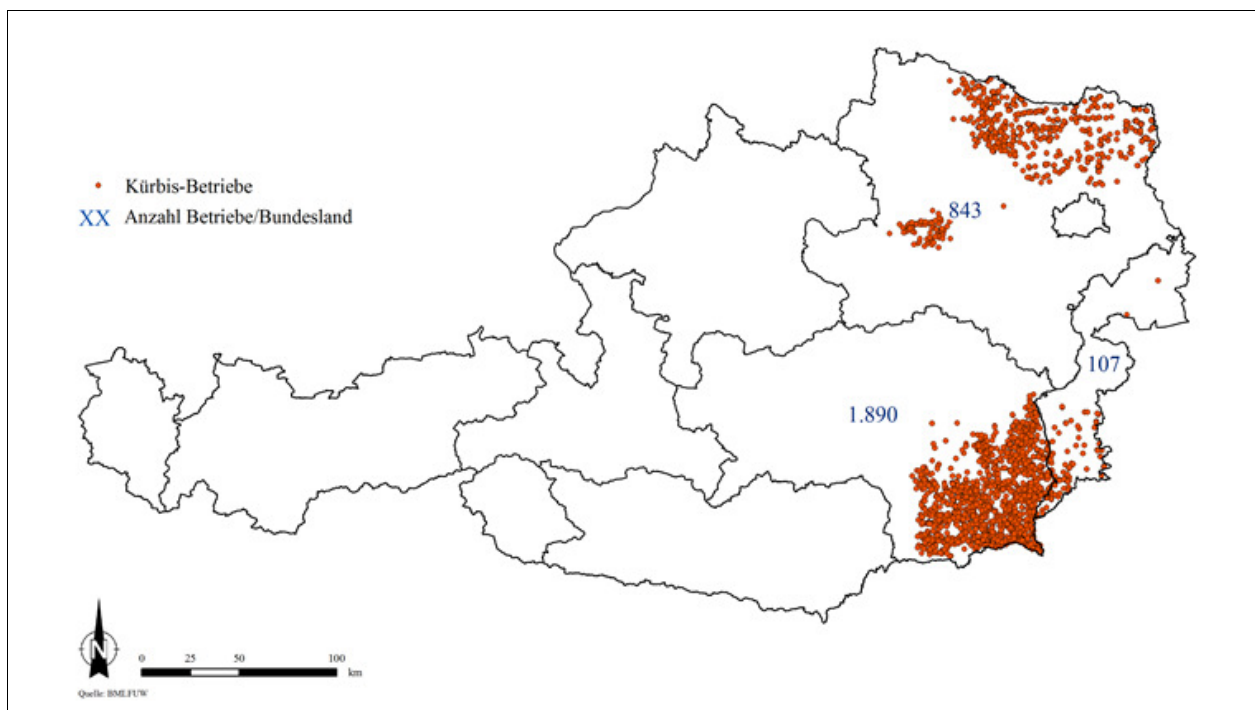 Kürbis-Betriebe
XX Anzahl Betriebe/Bundesland
843
107
1.890
N
0 25 50 100
km
Quelle: BMLFUW